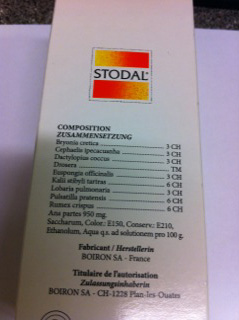 STODAL®
COMPOSITION
ZUSAMMENSETZUNG
Bryonia cretica 3 CH
Cephaelis ipecacuanha 3 CH
Dactylopius coccus 3 CH
Drosera TM
Euspongia officinalis 3 CH
Kalii stibyli tartras 6 CH
Lobaria pulmonaria 3 CH
Pulsatilla pratensis 6 CH
Rumex crispus 6 CH
Ana partes 950 mg.
Saccharum, Color.: E150, Conserv.: E210,
Ethanolum, Aqua q.s. ad solutionem pro 100 g.
Fabricant / Herstellerin
BOIRON SA - France
Titulaire de l'autorisation
Zulassungsinhaberin
BOIRON SA - CH-1228 Plan-les-Ouates